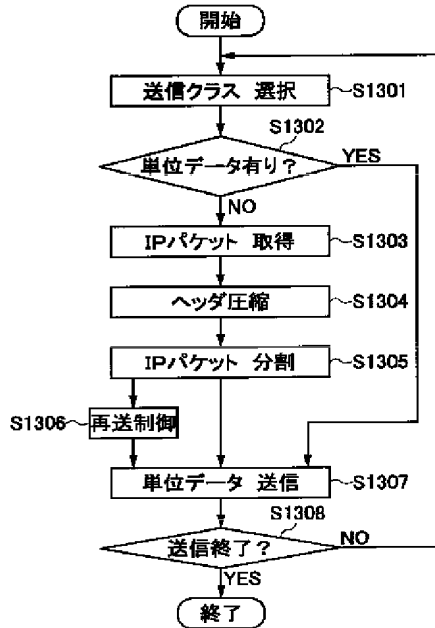 開始
送信クラス 選択 S1301
S1302
単位データ有り? YES
NO
IPパケット 取得 S1303
ヘッダ圧縮 S1304
IPパケット 分割 S1305
S1306 再送制御
単位データ 送信 S1307
S1308
送信終了? NO
YES
終了